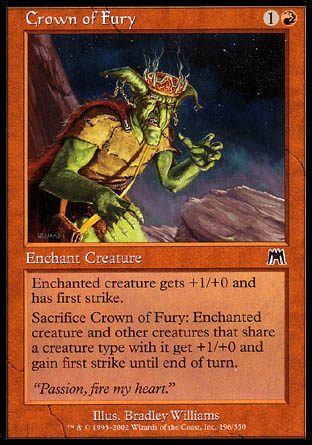 Crown of Fury 1
WILLIAMS
Enchant Creature
Enchanted creature gets +1/+0 and
has first strike.
Sacrifice Crown of Fury: Enchanted
creature and other creatures that share
a creature type with it get +1/+0 and
gain first strike until end of turn.
"Passion, fire my heart."
Illus. Bradley Williams
™ & © 1993-2002 Wizards of the Coast, Inc. 196/350